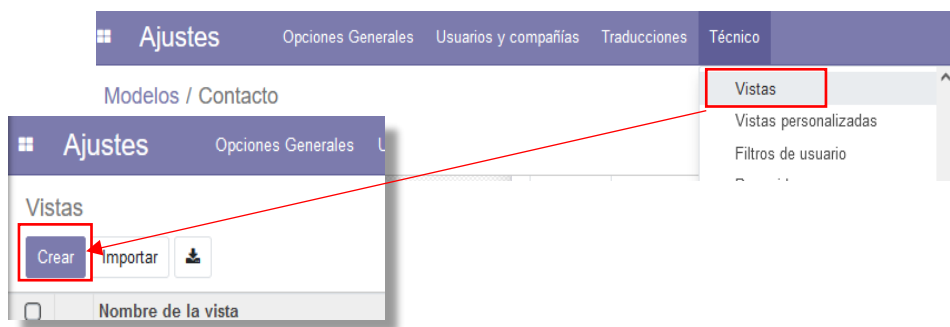 Ajustes Opciones Generales Usuarios y compañías Traducciones Técnico
Modelos / Contacto
Vistas
Vistas personalizadas
Filtros de usuario
Ajustes Opciones Generales
Vistas
Crear Importar
Nombre de la vista